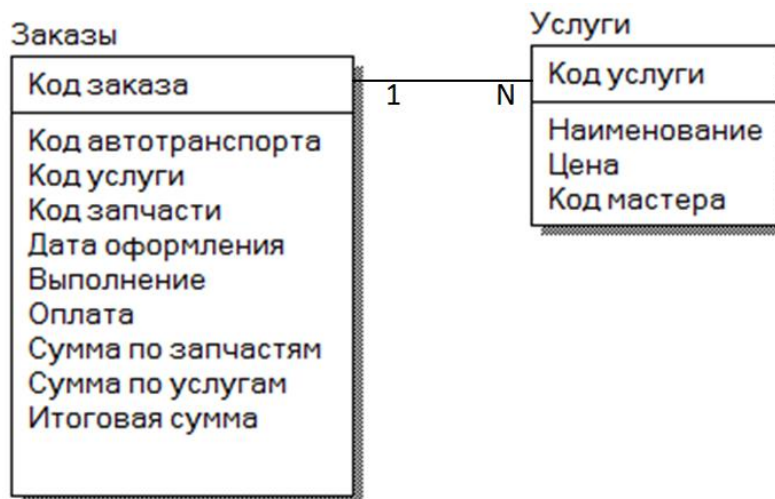 Заказы
Код заказа
Код автотранспорта
Код услуги
Код запчасти
Дата оформления
Выполнение
Оплата
Сумма по запчастям
Сумма по услугам
Итоговая сумма
1
N
Услуги
Код услуги
Наименование
Цена
Код мастера